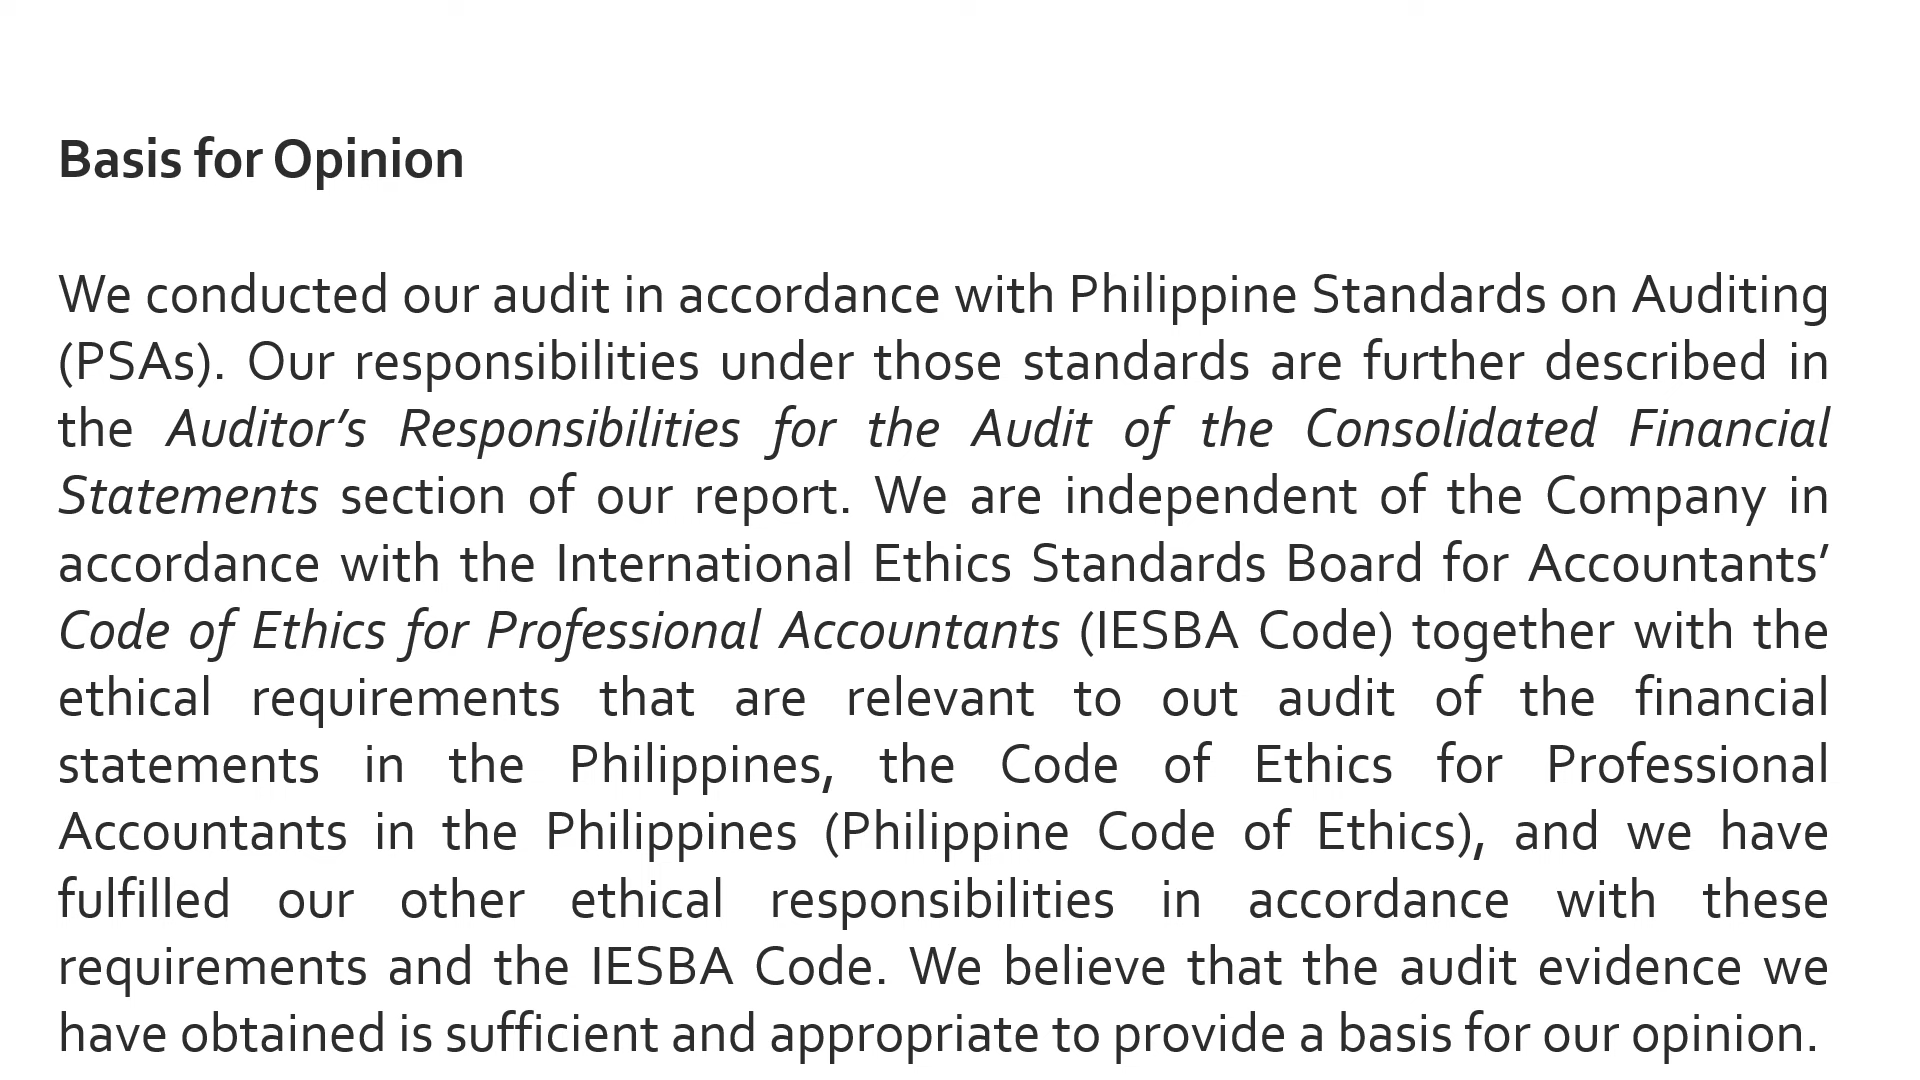 Basis for Opinion
We conducted our audit in accordance with Philippine Standards on Auditing
(PSAs). Our responsibilities under those standards are further described in
the Auditor’s Responsibilities for the Audit of the Consolidated Financial
Statements section of our report. We are independent of the Company in
accordance with the International Ethics Standards Board for Accountants’
Code of Ethics for Professional Accountants (IESBA Code) together with the
ethical requirements that are relevant to out audit of the financial
statements in the Philippines, the Code of Ethics for Professional
Accountants in the Philippines (Philippine Code of Ethics), and we have
fulfilled our other ethical responsibilities in accordance with these
requirements and the IESBA Code. We believe that the audit evidence we
have obtained is sufficient and appropriate to provide a basis for our opinion.